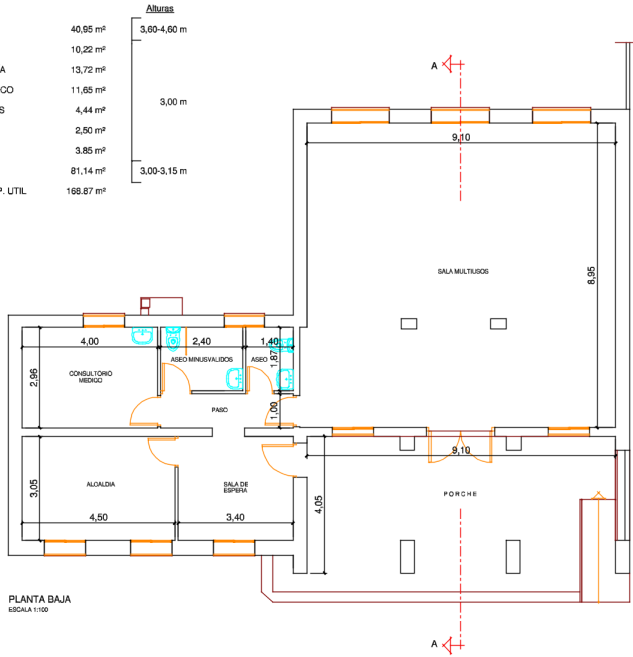 Alturas
40,95 m² 3,60-4,60 m
10,22 m²
A 13,72 m²
CO 11,65 m²
S 4,44 m² 3,00 m
2,50 m²
3.85 m²
81,14 m² 3,00-3,15 m
P. UTIL 168.87 m²
A
9,10
SALA MULTIUSOS
8,95
4,00
2,40
1,40
ASEO MINUSVALIDOS
ASEO
1,87
CONSULTORIO
MEDICO
2,96
PASO
1,00
9,10
ALCALDIA
SALA DE
ESPERA
PORCHE
3,05
4,05
4,50
3,40
PLANTA BAJA
ESCALA 1:100
A